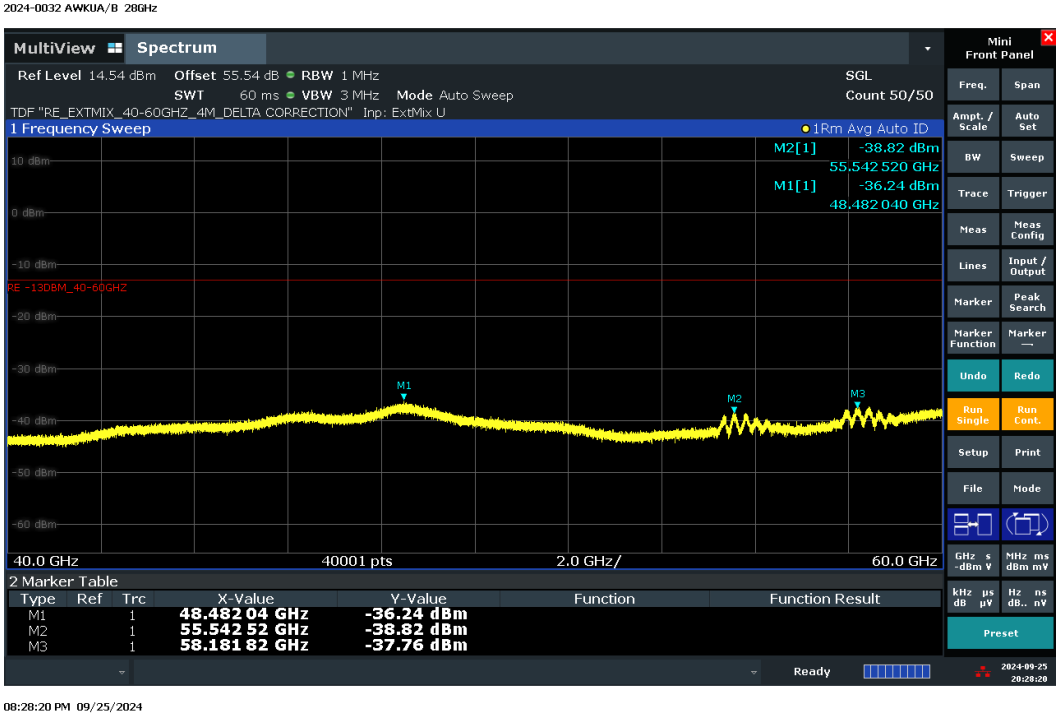 2024-0032 AWKUA/B 28GHz
MultiView Spectrum
Ref Level 14.54 dBm Offset 55.54 dB RBW 1 MHz SGL
SWT 60 ms VBW 3 MHz Mode Auto Sweep Count 50/50
TDF "RE_EXTMIX_40-60GHZ_4M_DELTA CORRECTION" Inp: ExtMix U
1 Frequency Sweep 1Rm Avg Auto ID
M2[1] -38.82 dBm
55.542 520 GHz
M1[1] -36.24 dBm
48.482 040 GHz
10 dBm
0 dBm
-10 dBm
RE -13DBM_40-60GHZ
-20 dBm
-30 dBm
M1
M2
M3
-40 dBm
-50 dBm
-60 dBm
40.0 GHz 40001 pts 2.0 GHz/ 60.0 GHz
2 Marker Table
Type Ref Trc X-Value Y-Value Function Function Result
M1 1 48.482 04 GHz -36.24 dBm
M2 1 55.542 52 GHz -38.82 dBm
M3 1 58.181 82 GHz -37.76 dBm
Ready
2024-09-25
20:28:20
Mini
Front Panel
Freq. Span
Ampt. / Scale Auto Set
BW Sweep
Trace Trigger
Meas Meas Config
Lines Input / Output
Marker Peak Search
Marker Function Marker →
Undo Redo
Run Single Run Cont.
Setup Print
File Mode
GHz s -dBm V MHz ms dBm mV
kHz µs dB µV Hz ns dB.. nV
Preset
08:28:20 PM 09/25/2024